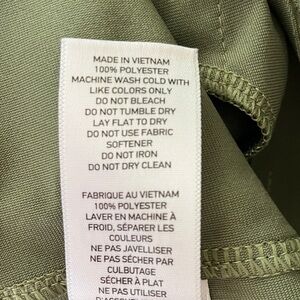 MADE IN VIETNAM
100% POLYESTER
MACHINE WASH COLD WITH
LIKE COLORS ONLY
DO NOT BLEACH
DO NOT TUMBLE DRY
LAY FLAT TO DRY
DO NOT USE FABRIC
SOFTENER
DO NOT IRON
DO NOT DRY CLEAN
FABRIQUE AU VIETNAM
100% POLYESTER
LAVER EN MACHINE À
FROID, SÉPARER LES
COULEURS
NE PAS JAVELLISER
NE PAS SÉCHER PAR
CULBUTAGE
SÉCHER À PLAT
NE PAS UTILISER